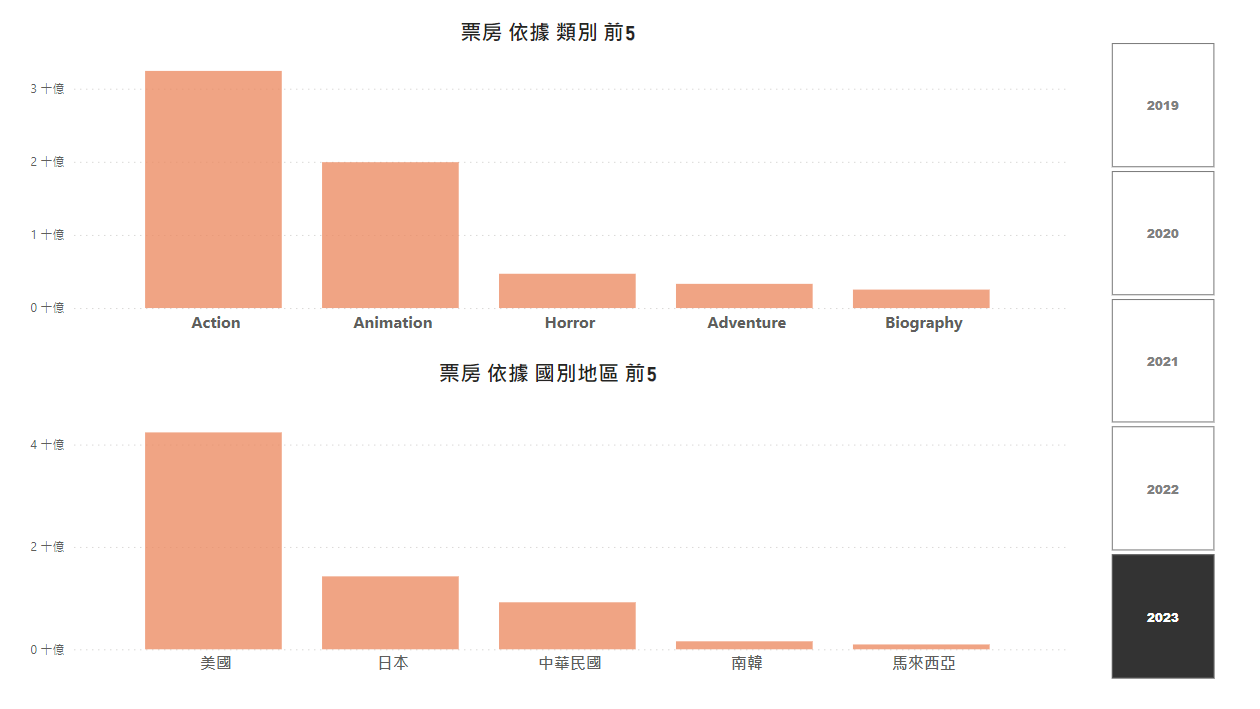 票房 依據 類別 前5
3 十億
2 十億
1 十億
0 十億
Action Animation Horror Adventure Biography
票房 依據 國別地區 前5
4 十億
2 十億
0 十億
美國 日本 中華民國 南韓 馬來西亞
2019
2020
2021
2022
2023